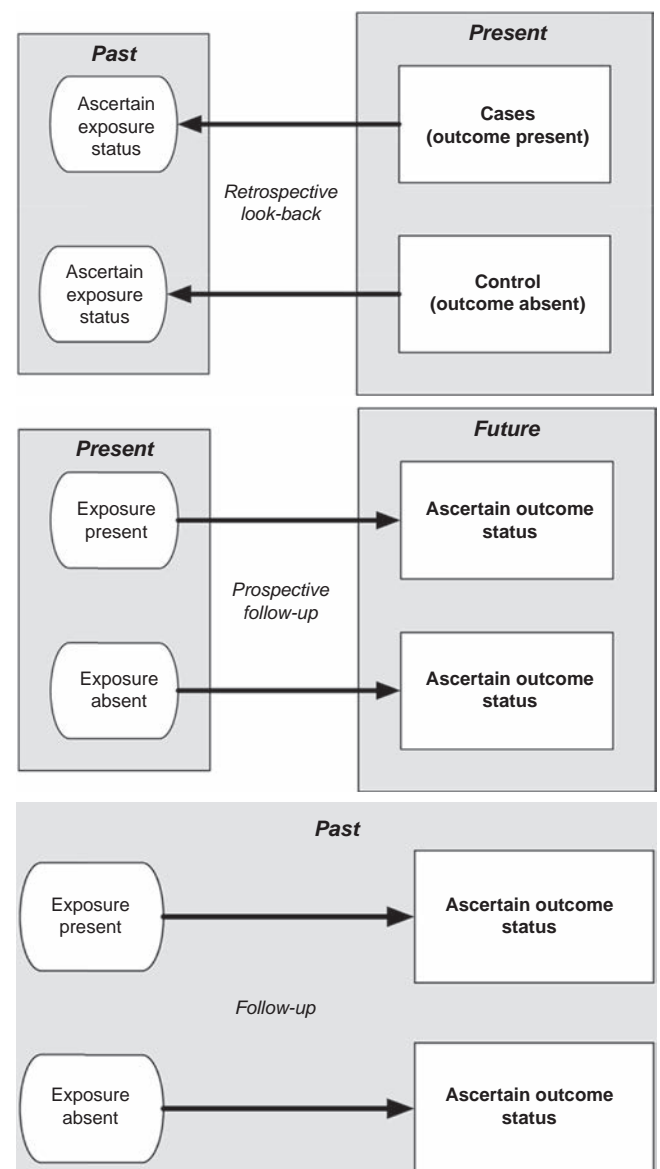 Past
Present
Ascertain
exposure
status
Cases
(outcome present)
Retrospective
look-back
Ascertain
exposure
status
Control
(outcome absent)
Present
Future
Exposure
present
Ascertain outcome
status
Prospective
follow-up
Exposure
absent
Ascertain outcome
status
Past
Exposure
present
Ascertain outcome
status
Follow-up
Exposure
absent
Ascertain outcome
status